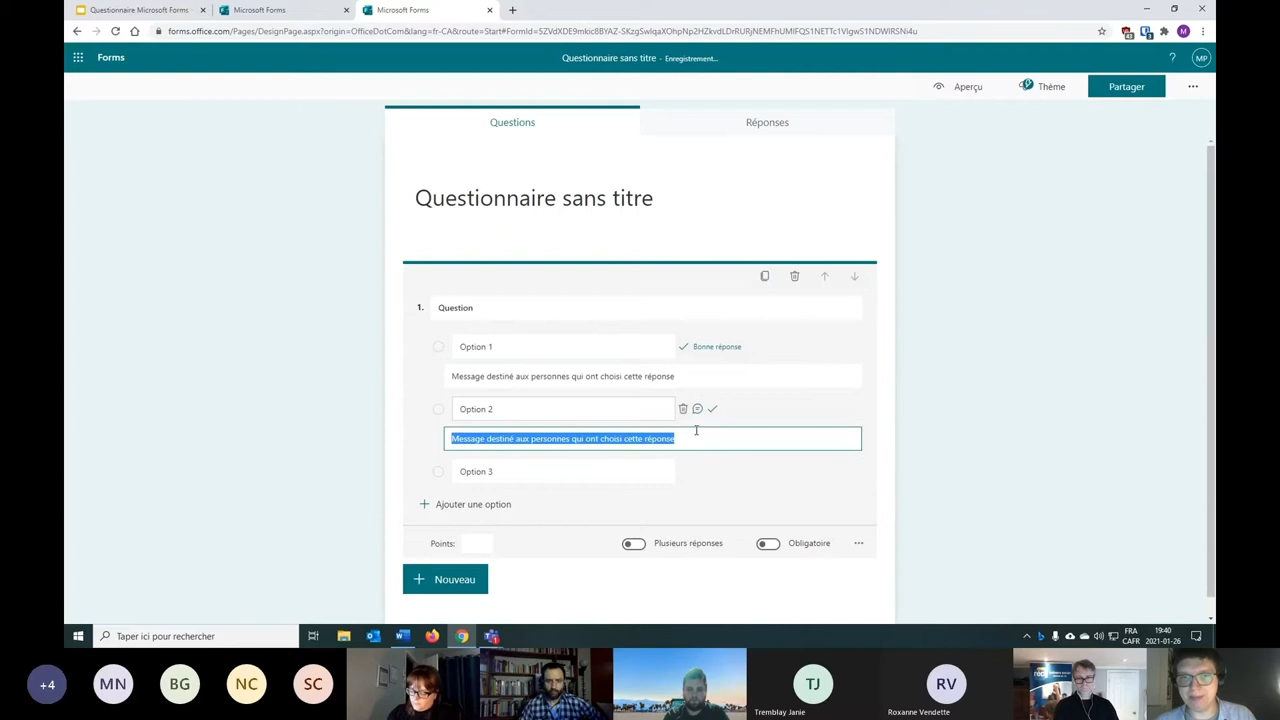 Questionnaire Microsoft Forms
Microsoft Forms
Microsoft Forms
Forms
Questionnaire sans titre - Enregistrement...
MP
Aperçu
Thème
Partager
Questions
Réponses
Questionnaire sans titre
1. Question
Option 1
Bonne réponse
Message destiné aux personnes qui ont choisi cette réponse
Option 2
Message destiné aux personnes qui ont choisi cette réponse
Option 3
Ajouter une option
Points:
Plusieurs réponses
Obligatoire
Nouveau
Taper ici pour rechercher
FRA
CAFR
19:40
2021-01-26
+4
MN
BG
NC
SC
TJ
Tremblay Janie
RV
Roxanne Vendette